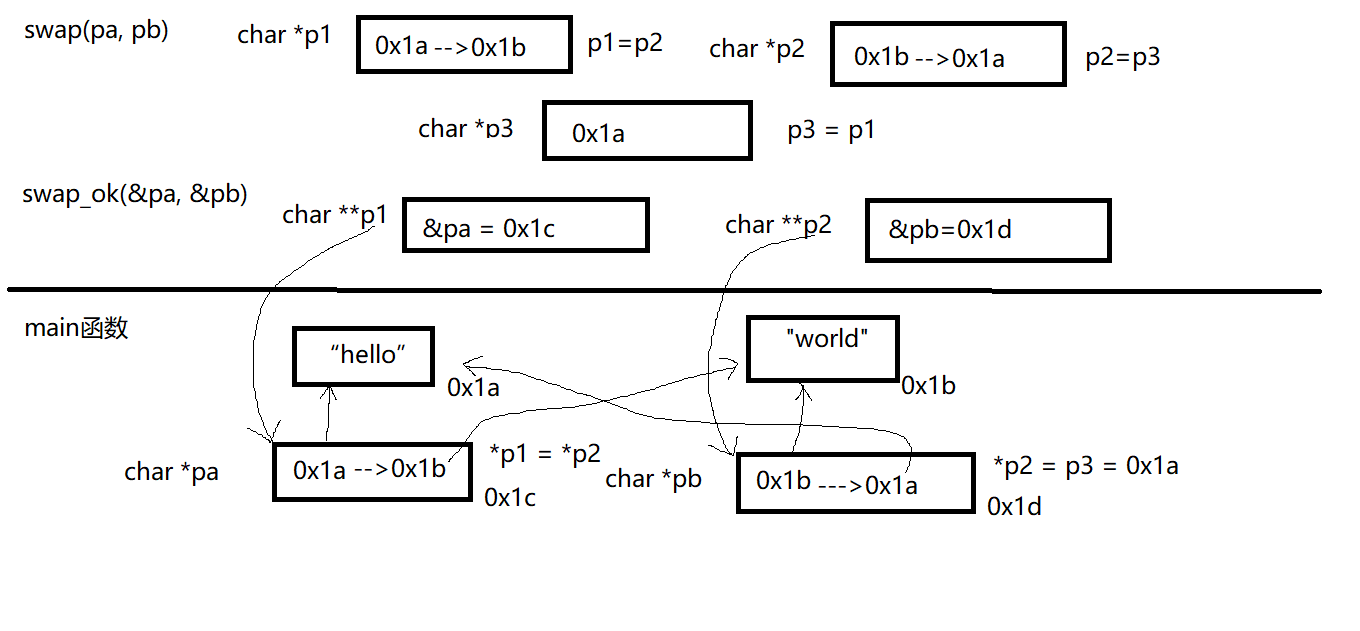 swap(pa, pb)
char *p1
0x1a -->0x1b
p1=p2
char *p2
0x1b -->0x1a
p2=p3
char *p3
0x1a
p3 = p1
swap_ok(&pa, &pb)
char **p1
&pa = 0x1c
char **p2
&pb=0x1d
main函数
“hello”
0x1a
"world"
0x1b
char *pa
0x1a -->0x1b
*p1 = *p2
0x1c
char *pb
0x1b --->0x1a
*p2 = p3 = 0x1a
0x1d